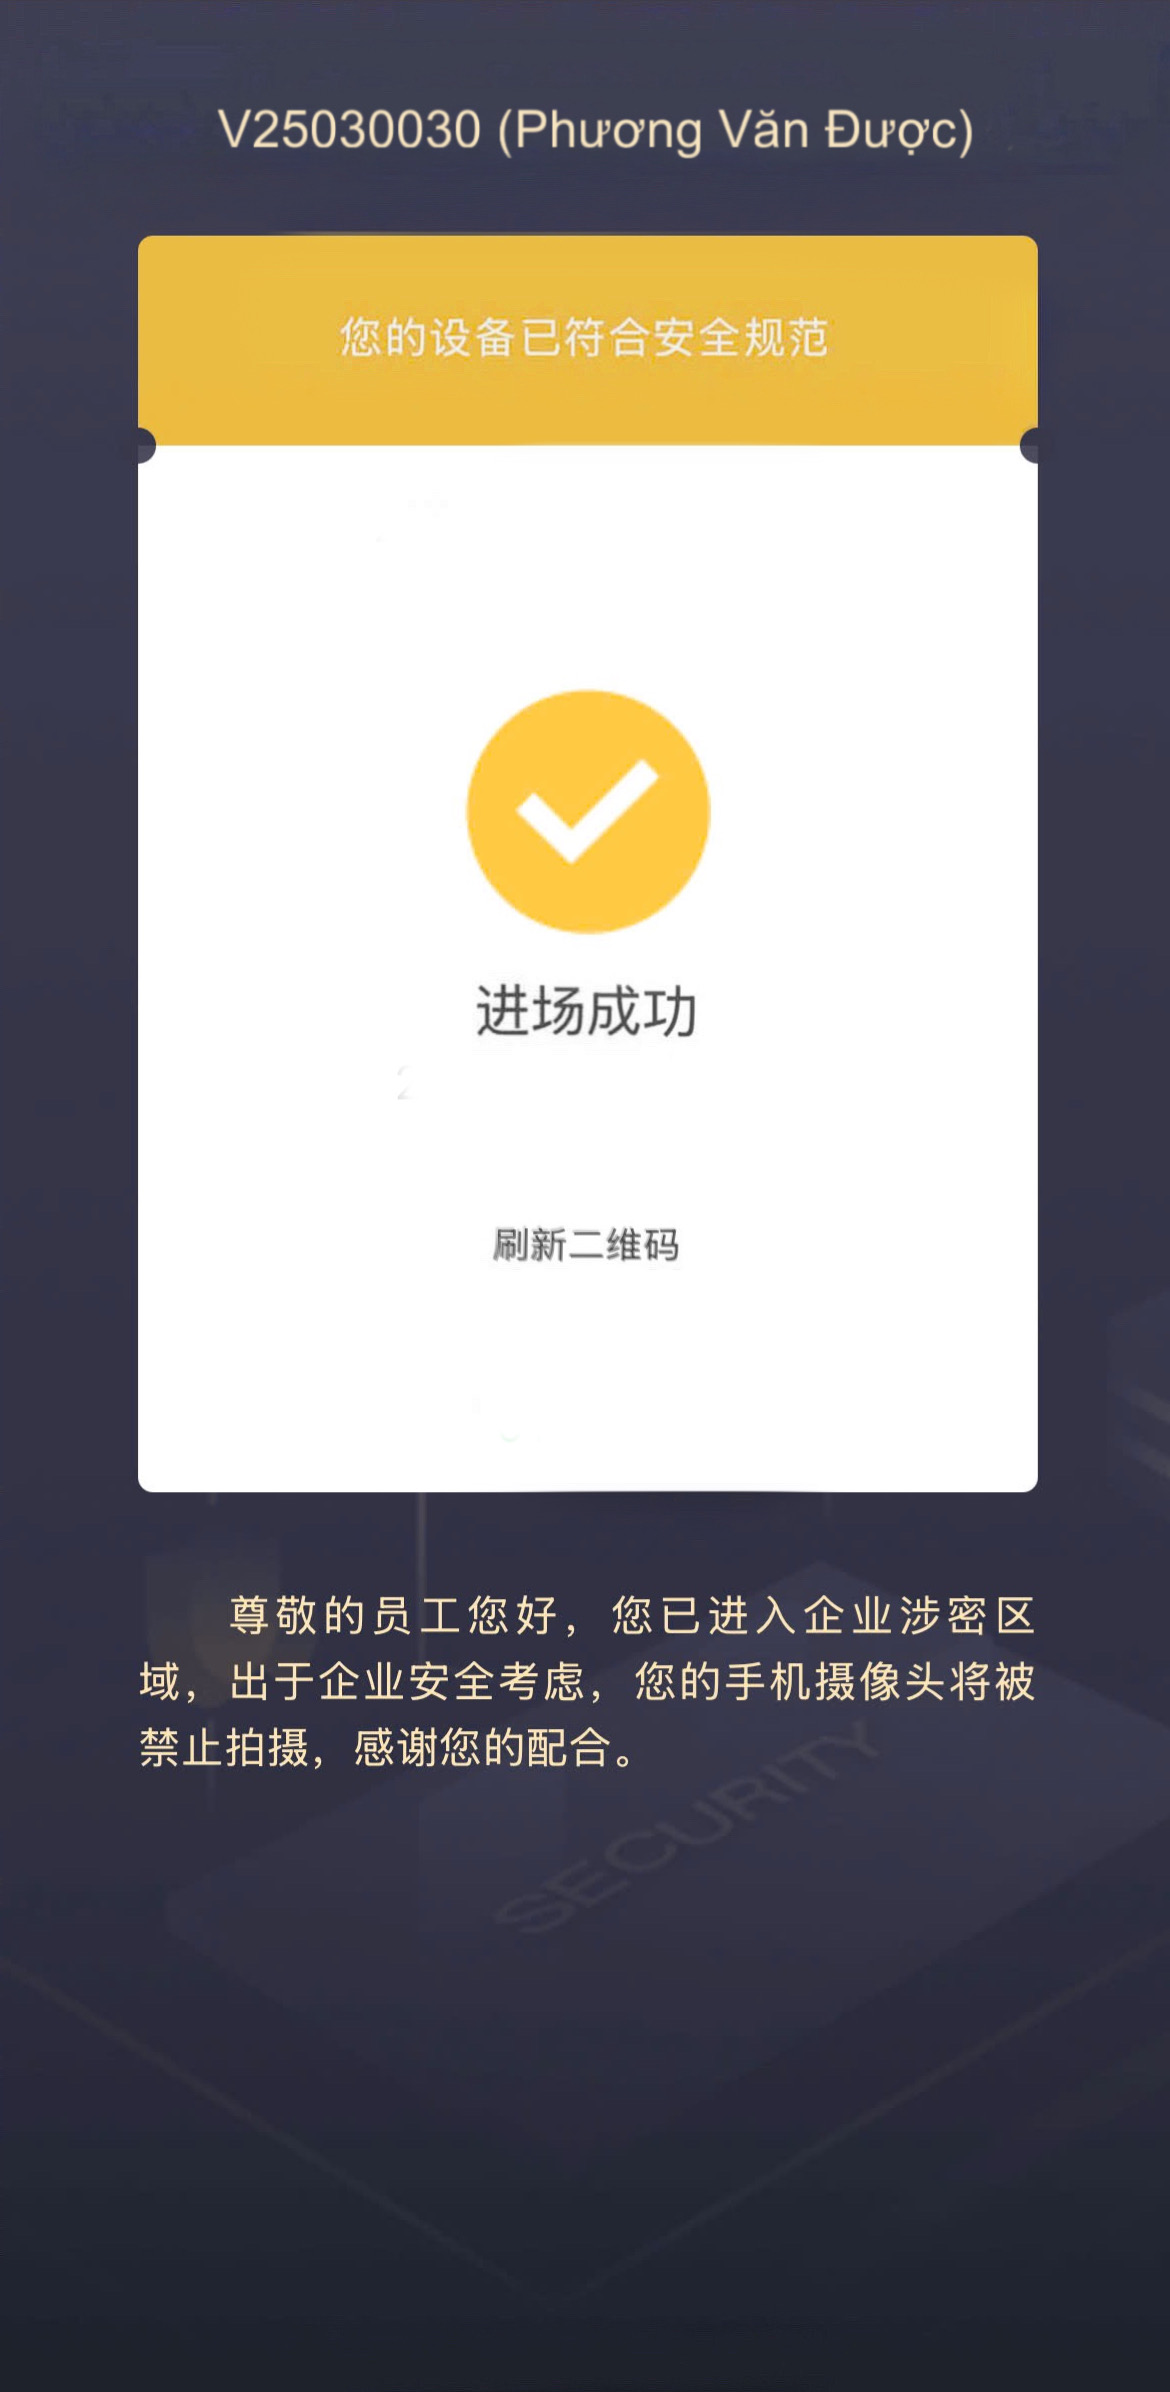 V25030030 (Phương Văn Được)
您的设备已符合安全规范
进场成功
刷新二维码
尊敬的员工您好，您已进入企业涉密区
域，出于企业安全考虑，您的手机摄像头将被
禁止拍摄，感谢您的配合。
SECURITY